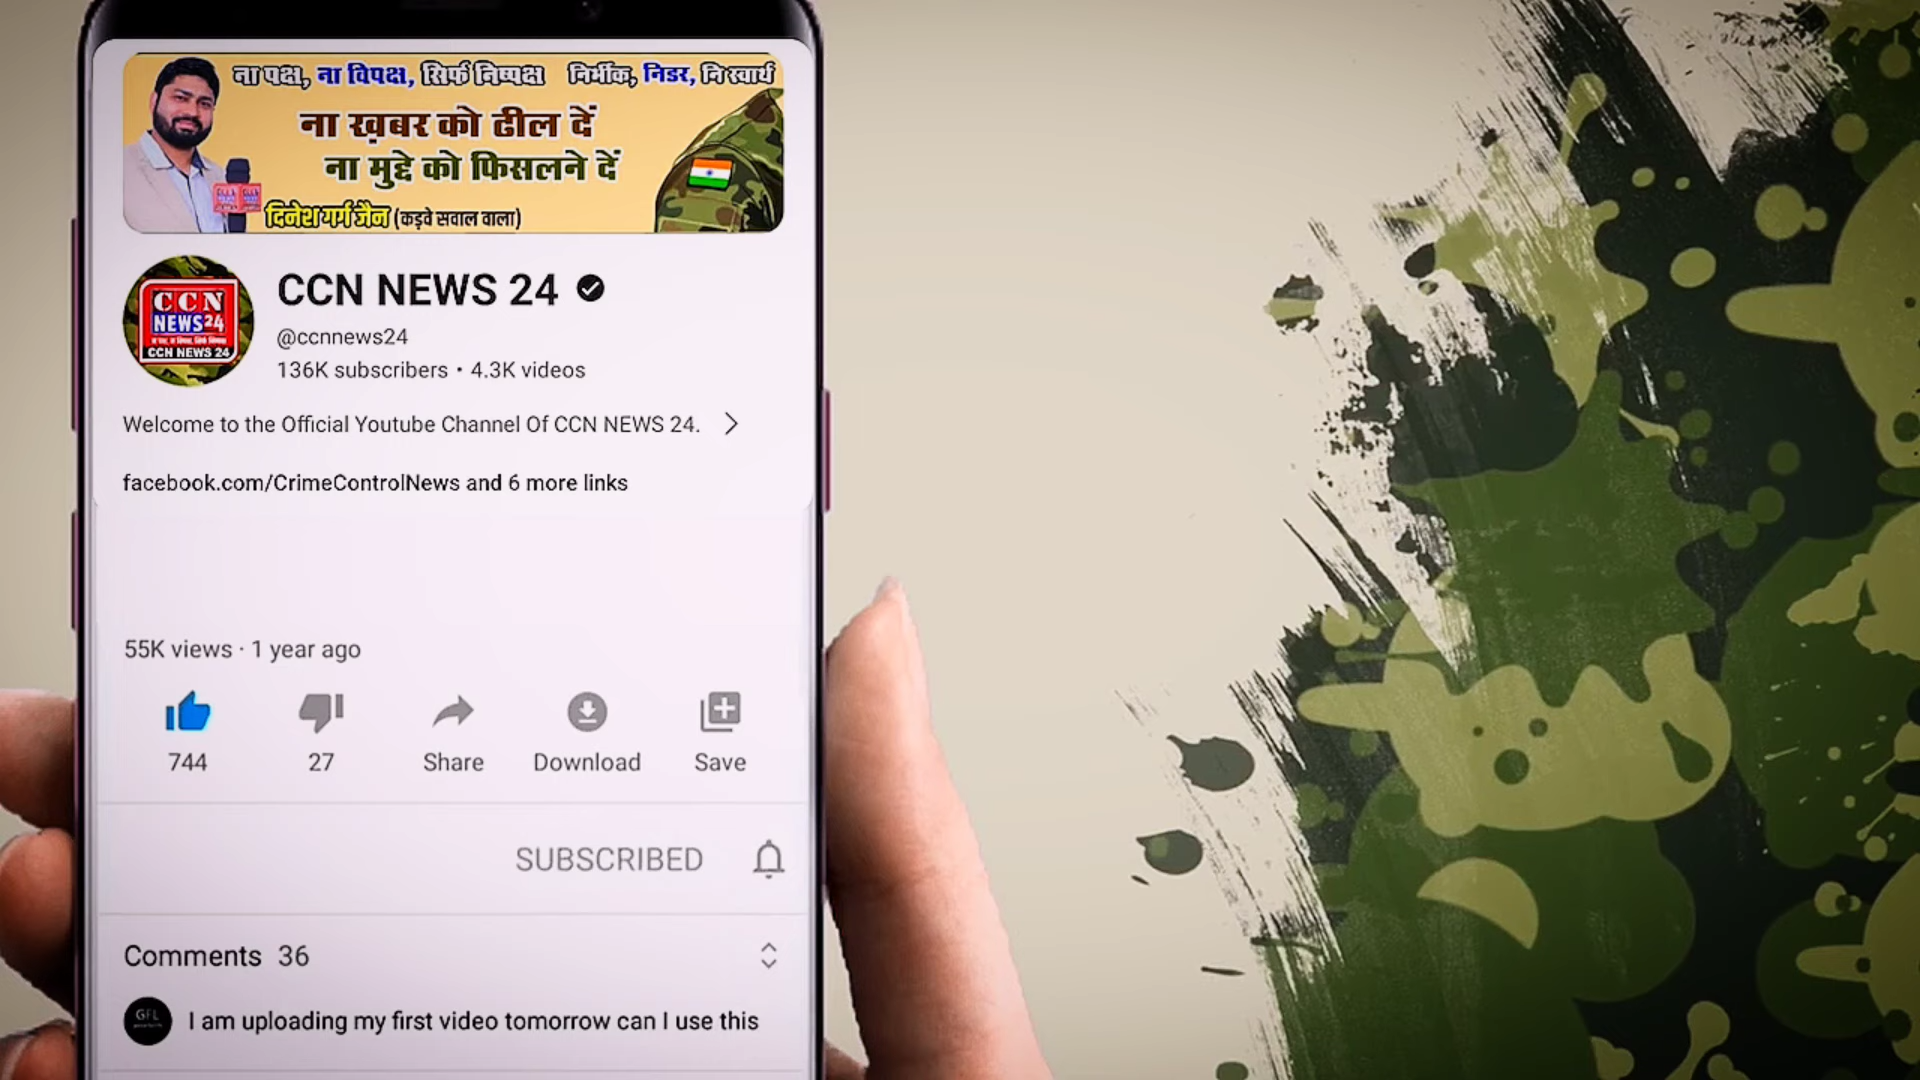 ना पक्ष, ना विपक्ष, सिर्फ निष्पक्ष निर्भीक, निडर, नि स्वार्थ
ना ख़बर को ढील दें
ना मुद्दे को फिसलने दें
दिनेश गर्ग जैन (कड़वे सवाल वाला)
CCN
NEWS24
CCN NEWS 24
CCN NEWS 24
@ccnnews24
136K subscribers • 4.3K videos
Welcome to the Official Youtube Channel Of CCN NEWS 24.
facebook.com/CrimeControlNews and 6 more links
55K views · 1 year ago
744 27 Share Download Save
SUBSCRIBED
Comments 36
GFL
I am uploading my first video tomorrow can I use this